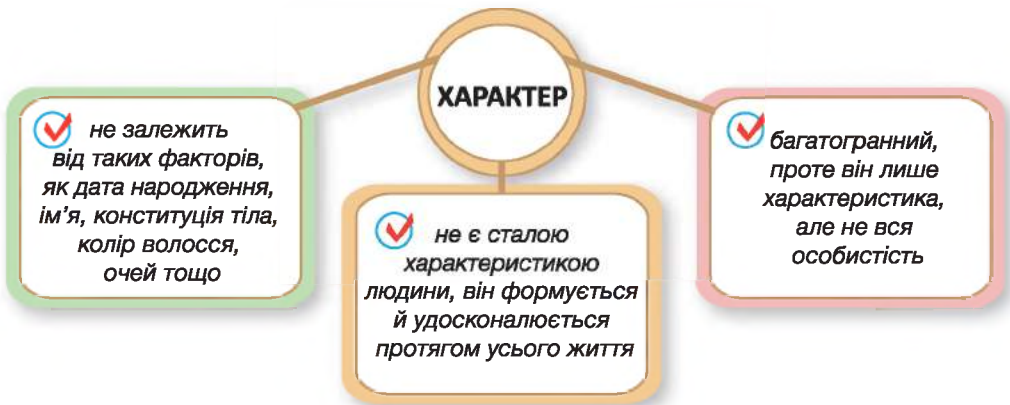 ХАРАКТЕР
не залежить
від таких факторів,
як дата народження,
ім’я, конституція тіла,
колір волосся,
очей тощо
не є сталою
характеристикою
людини, він формується
й удосконалюється
протягом усього життя
багатогранний,
проте він лише
характеристика,
але не вся
особистість